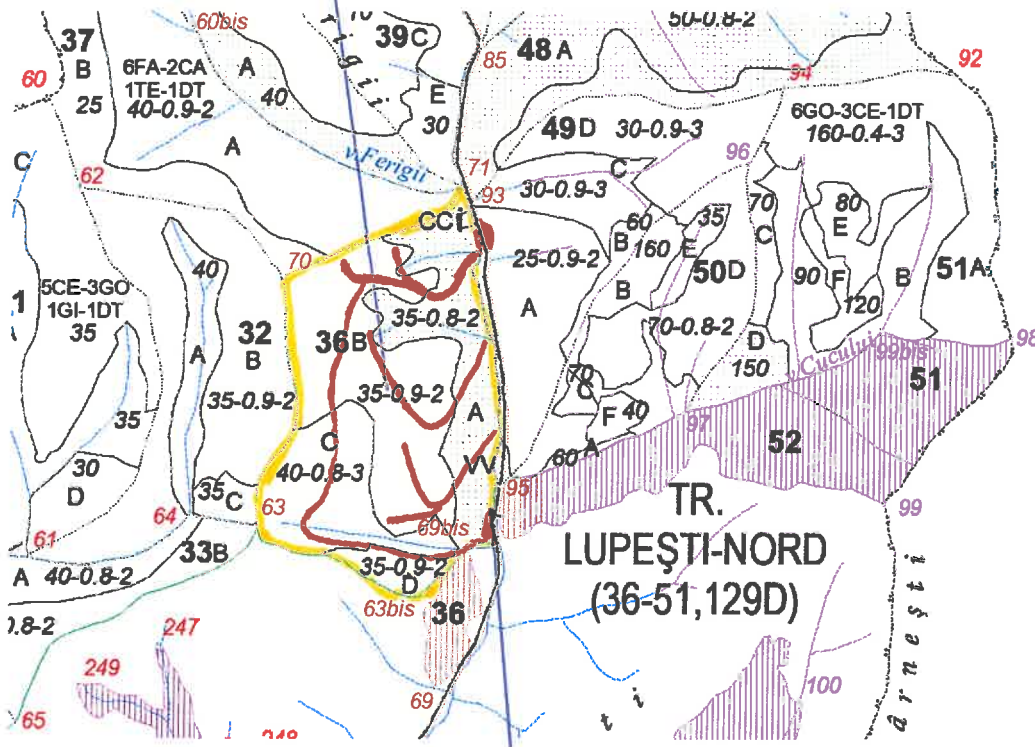 37
B
25
60
60bis
6FA-2CA
1TE-1DT
40-0.9-2
A
40
A
r i g i i
39C
E
30
v.Ferigii
85
48 A
50-0.8-2
94
92
49D
30-0.9-3
6GO-3CE-1DT
160-0.4-3
C
62
71
93
C
30-0.9-3
96
CCi
70
40
5CE-3GO
1GI-1DT
35
1
32
B
A
35-0.9-2
36B
35-0.8-2
35-0.9-2
25-0.9-2
A
60
B
160
B
35
E
50D
70
C
80
E
90
F
120
B
51A
70-0.8-2
D
150
v.Cucului
99bis
98
51
35
30
D
C
40-0.8-3
A
VV
70
C
F
40
60
A
97
52
35
C
63
64
61
95
99
69bis
33B
A
40-0.8-2
35-0.9-2
D
63bis
36
TR.
LUPEŞTI-NORD
(36-51,129D)
0.8-2
247
249
65
248
69
100
t i
â r n e ş t i